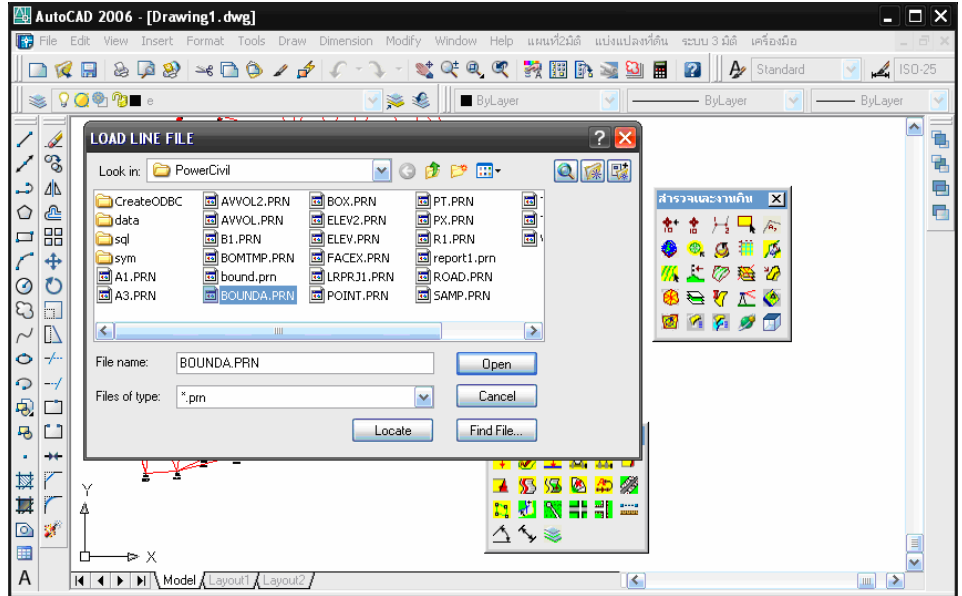 AutoCAD 2006 - [Drawing1.dwg]
File Edit View Insert Format Tools Draw Dimension Modify Window Help แผนที่2มิติ แบ่งแปลงที่ดิน ระบบ 3 มิติ เครื่องมือ
Standard ISO-25
e ByLayer ByLayer ByLayer
LOAD LINE FILE
Look in: PowerCivil
CreateODBC AVVOL2.PRN BOX.PRN PT.PRN
data AVVOL.PRN ELEV2.PRN PX.PRN
sql B1.PRN ELEV.PRN R1.PRN
sym BOMTMP.PRN FACEX.PRN report1.prn
A1.PRN bound.prn LRPRJ1.PRN ROAD.PRN
A3.PRN BOUNDA.PRN POINT.PRN SAMP.PRN
File name: BOUNDA.PRN Open
Files of type: *.prn Cancel
Locate Find File...
สำรวจและงานดิน
Y
X
Model Layout1 Layout2